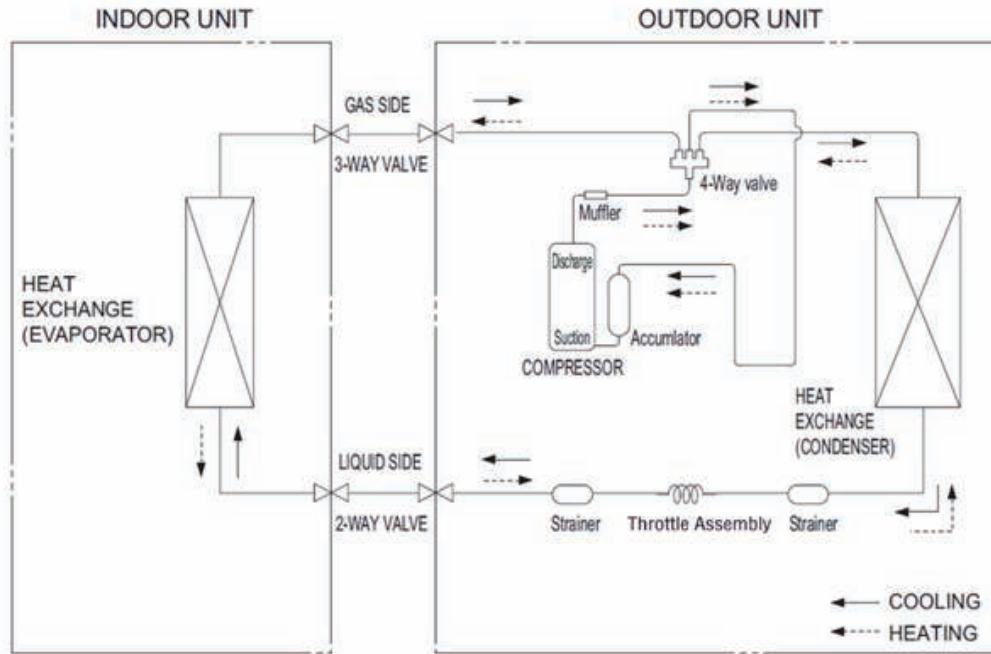 INDOOR UNIT
OUTDOOR UNIT
GAS SIDE
3-WAY VALVE
4-Way valve
Muffler
Discharge
Suction
Accumlator
COMPRESSOR
HEAT
EXCHANGE
(EVAPORATOR)
HEAT
EXCHANGE
(CONDENSER)
LIQUID SIDE
2-WAY VALVE
Strainer
Throttle Assembly
Strainer
COOLING
HEATING